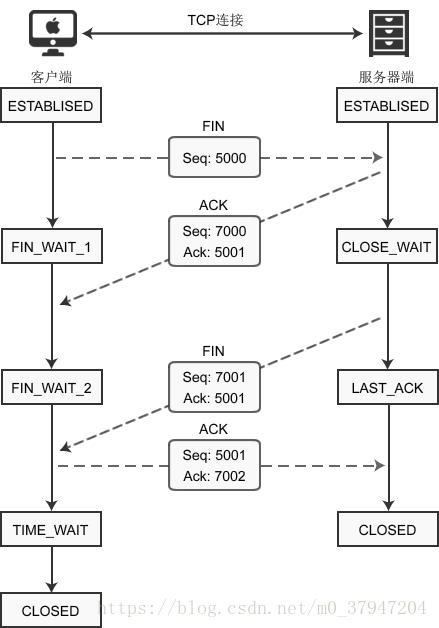 TCP连接
客户端
服务器端
ESTABLISED
ESTABLISED
FIN
Seq: 5000
ACK
Seq: 7000
Ack: 5001
FIN_WAIT_1
CLOSE_WAIT
FIN
Seq: 7001
Ack: 5001
FIN_WAIT_2
LAST_ACK
ACK
Seq: 5001
Ack: 7002
TIME_WAIT
CLOSED
CLOSED
https://blog.csdn.net/m0_37947204